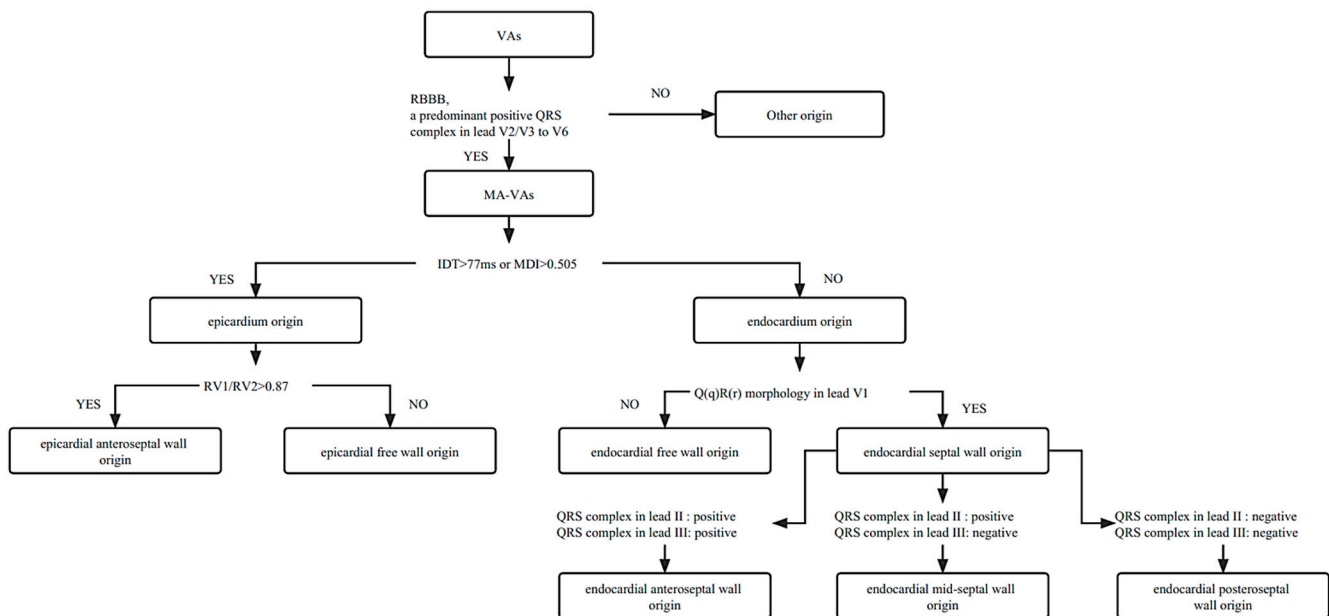 VAs
RBBB,
a predominant positive QRS
complex in lead V2/V3 to V6
NO
Other origin
YES
MA-VAs
IDT>77ms or MDI>0.505
YES
NO
epicardium origin
endocardium origin
RV1/RV2>0.87
Q(q)R(r) morphology in lead V1
YES
NO
NO
YES
epicardial anteroseptal wall
origin
epicardial free wall origin
endocardial free wall origin
endocardial septal wall origin
QRS complex in lead II : positive
QRS complex in lead III: positive
QRS complex in lead II : positive
QRS complex in lead III: negative
QRS complex in lead II : negative
QRS complex in lead III: negative
endocardial anteroseptal wall
origin
endocardial mid-septal wall
origin
endocardial posteroseptal
wall origin